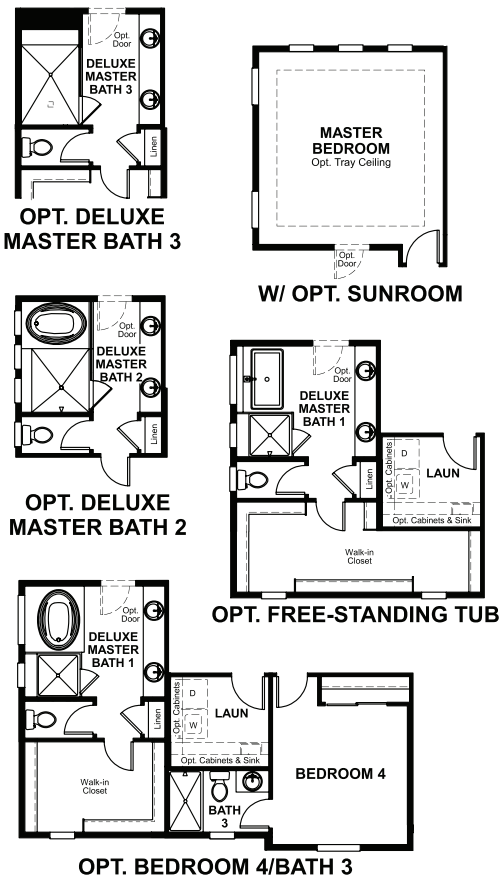 Opt.
Door
DELUXE
MASTER
BATH 3
Linen
OPT. DELUXE
MASTER BATH 3
MASTER
BEDROOM
Opt. Tray Ceiling
Opt.
Door
W/ OPT. SUNROOM
Opt.
Door
DELUXE
MASTER
BATH 2
Linen
OPT. DELUXE
MASTER BATH 2
Opt.
Door
DELUXE
MASTER
BATH 1
Linen
Opt. Cabinets
D
W
LAUN
Opt. Cabinets & Sink
Walk-in
Closet
OPT. FREE-STANDING TUB
Opt.
Door
DELUXE
MASTER
BATH 1
Linen
Opt. Cabinets
D
W
LAUN
Opt. Cabinets & Sink
Walk-in
Closet
BATH
3
BEDROOM 4
OPT. BEDROOM 4/BATH 3